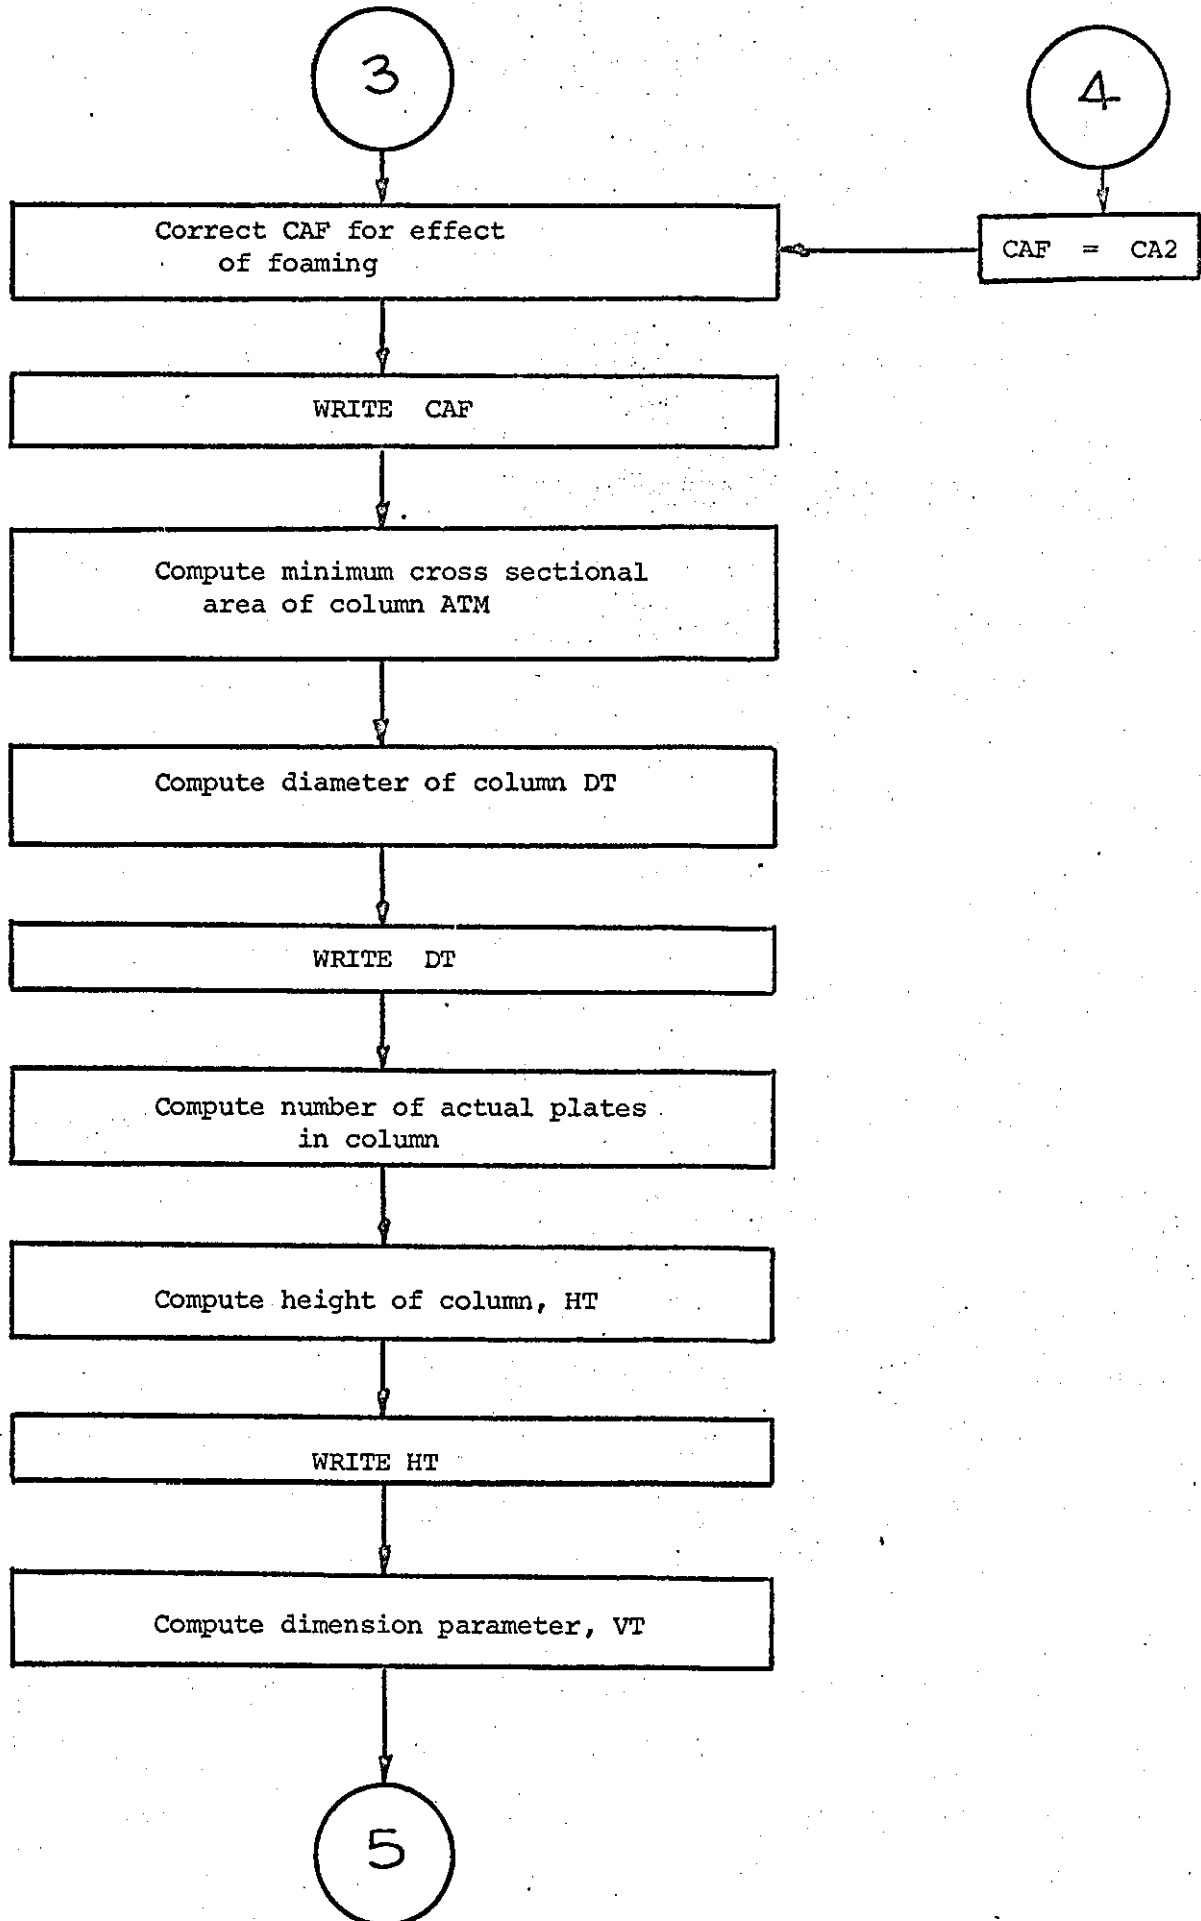 3
4
Correct CAF for effect
of foaming
CAF = CA2
WRITE CAF
Compute minimum cross sectional
area of column ATM
Compute diameter of column DT
WRITE DT
Compute number of actual plates
in column
Compute height of column, HT
WRITE HT
Compute dimension parameter, VT
5